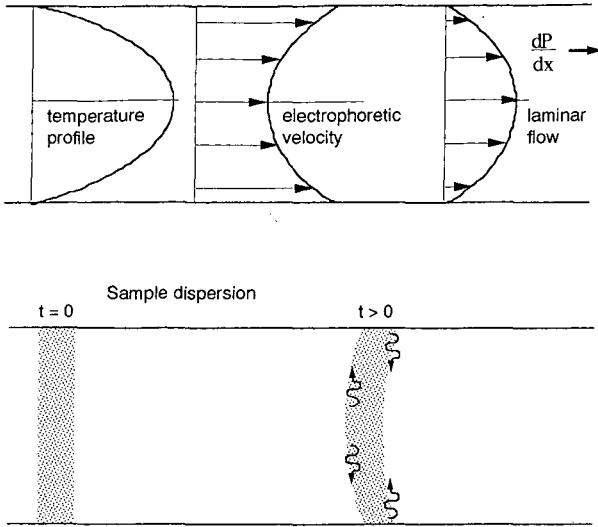 temperature
profile
electrophoretic
velocity
dP
dx
laminar
flow
Sample dispersion
t = 0
t > 0